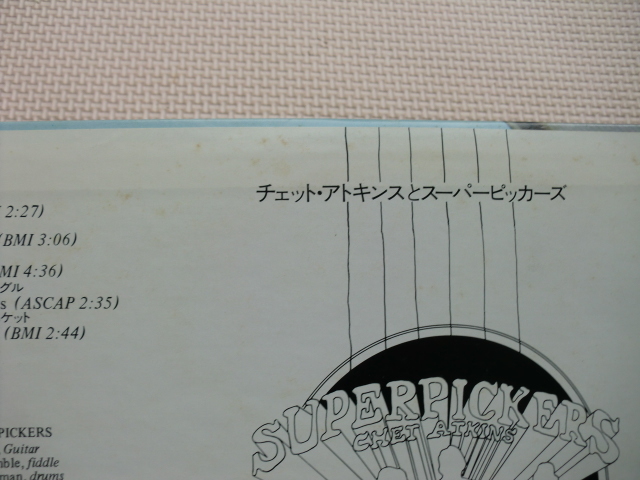 チェット・アトキンスとスーパーピッカーズ
2:27)
(BMI 3:06)
MI 4:36)
グル
s (ASCAP 2:35)
ケット
(BMI 2:44)
SUPERPICKERS
CHET ATKINS
PICKERS
, Guitar
mble, fiddle
man, drums